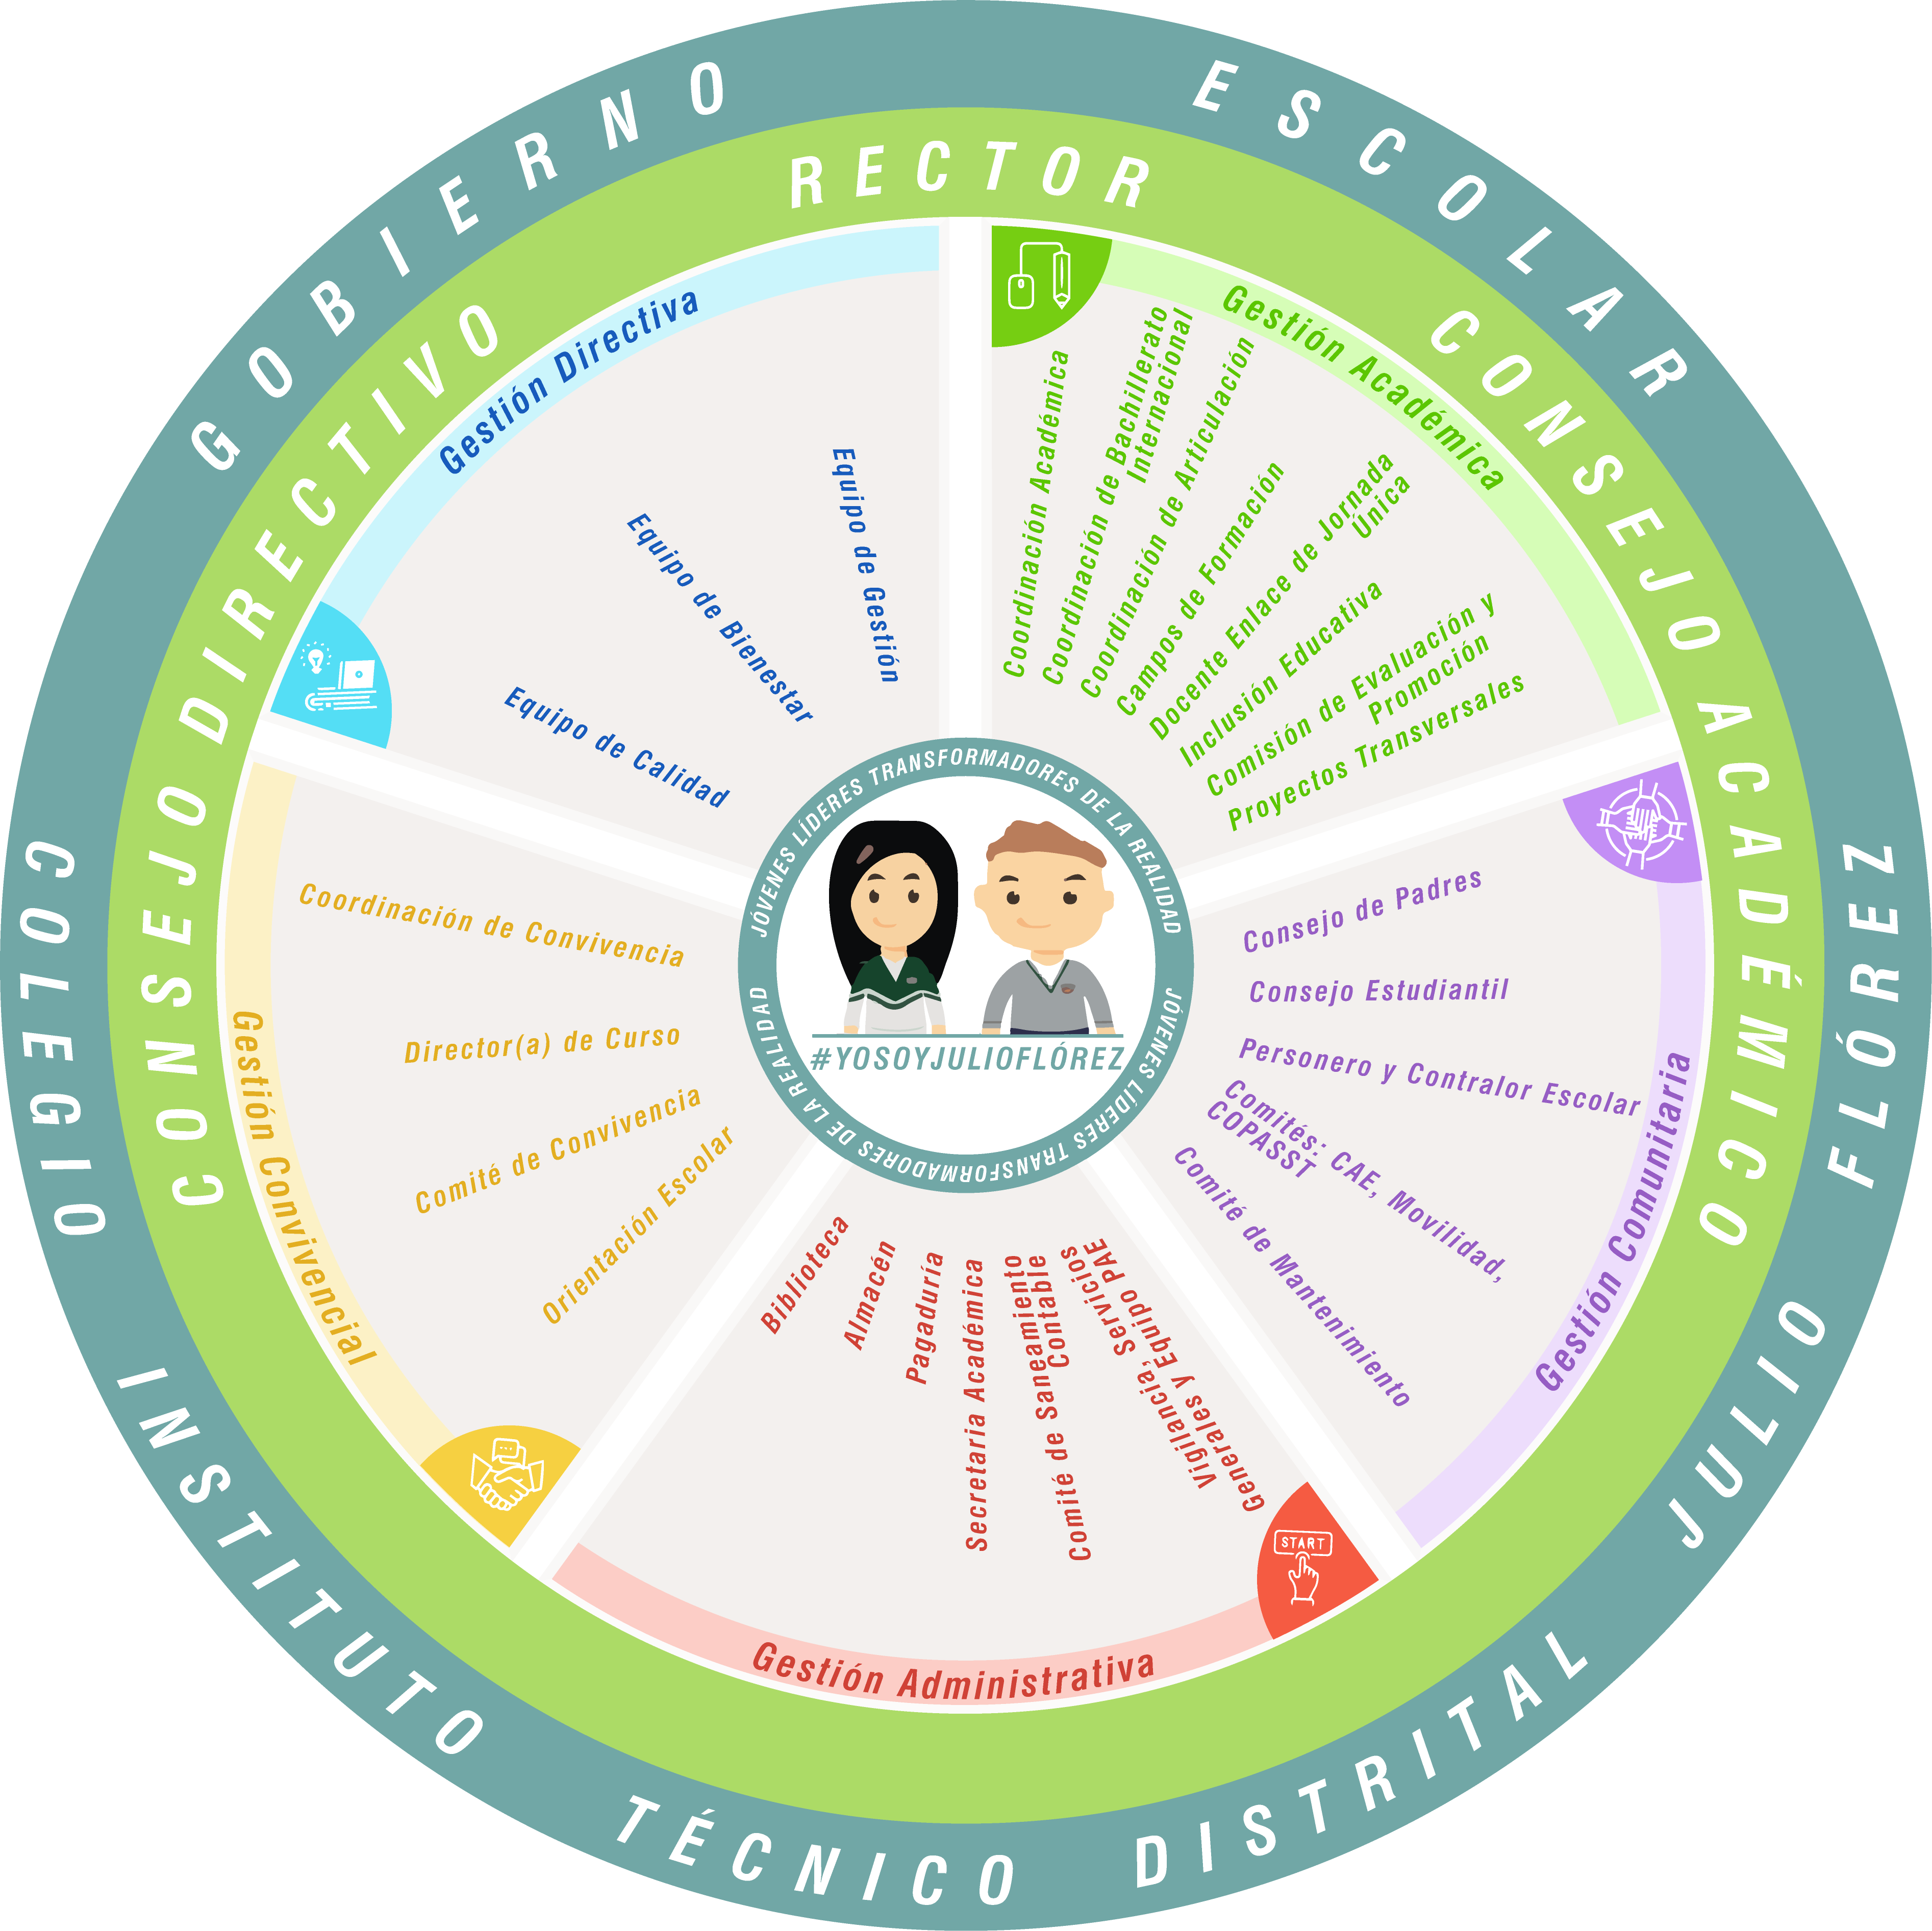 GOBIERNO ESCOLAR
COLEGIO INSTITUTO TÉCNICO DISTRITAL JULIO FLÓREZ
CONSEJO DIRECTIVO
RECTOR
CONSEJO ACADÉMICO
Gestión Directiva
Equipo de Calidad
Equipo de Bienestar
Equipo de Gestión
Gestión Académica
Coordinación Académica
Coordinación de Bachillerato
Internacional
Coordinación de Articulación
Campos de Formación
Docente Enlace de Jornada
Única
Inclusión Educativa
Comisión de Evaluación y
Promoción
Proyectos Transversales
Gestión Comunitaria
Consejo de Padres
Consejo Estudiantil
Personero y Contralor Escolar
Comités: CAE, Movilidad,
COPASST
Comité de Mantenimiento
Gestión Administrativa
Biblioteca
Almacén
Pagaduría
Secretaria Académica
Comité de Saneamiento
Contable
Vigilancia, Servicios
Generales y Equipo PAE
START
Gestión Convivencial
Coordinación de Convivencia
Director(a) de Curso
Comité de Convivencia
Orientación Escolar
JÓVENES LÍDERES TRANSFORMADORES DE LA REALIDAD
JÓVENES LÍDERES TRANSFORMADORES DE LA REALIDAD
#YOSOYJULIOFLÓREZ